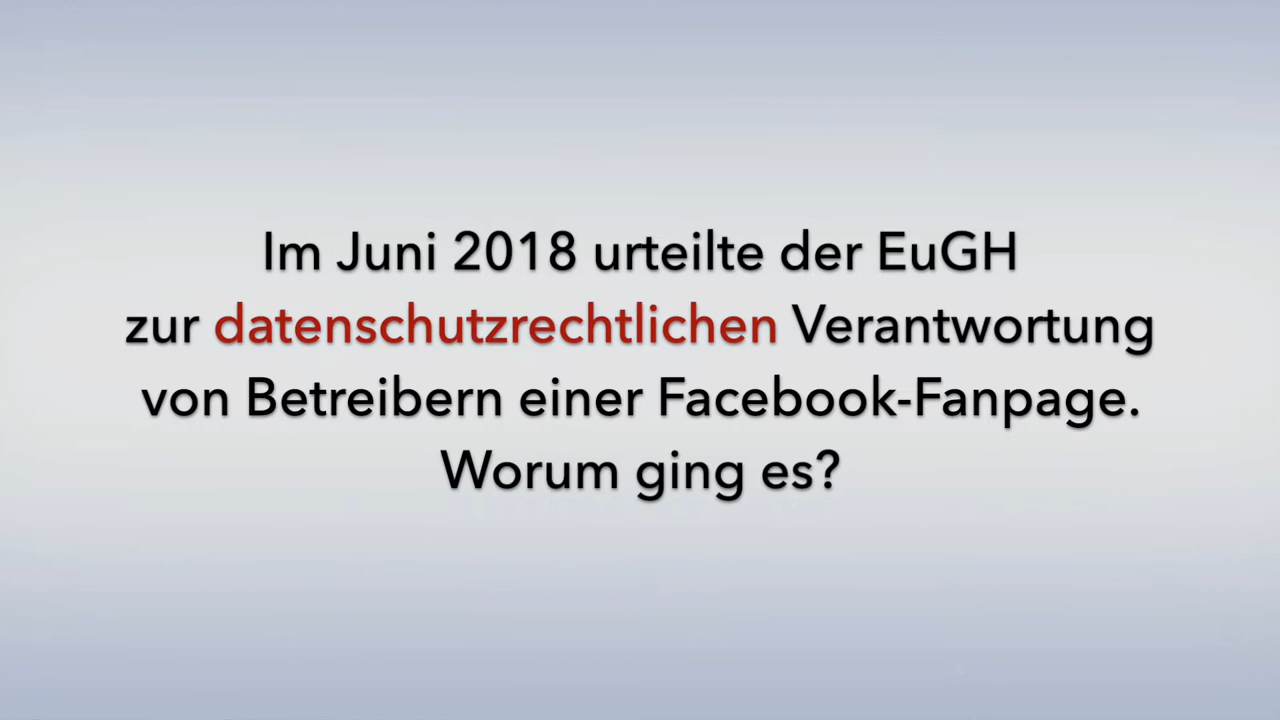 Im Juni 2018 urteilte der EuGH
zur datenschutzrechtlichen Verantwortung
von Betreibern einer Facebook-Fanpage.
Worum ging es?